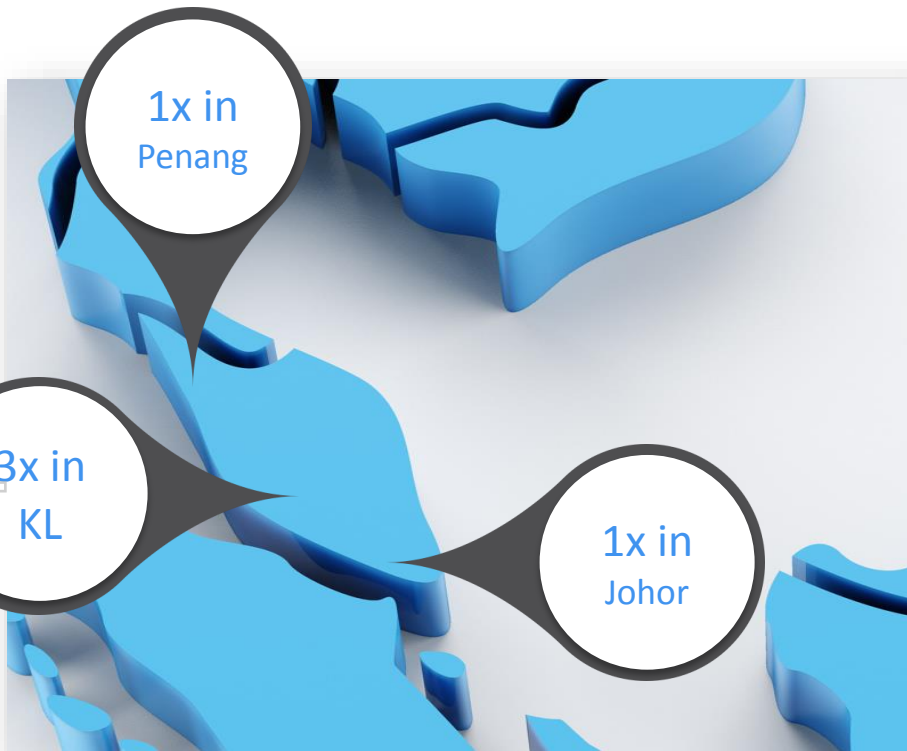 1x in
Penang
3x in
KL
1x in
Johor